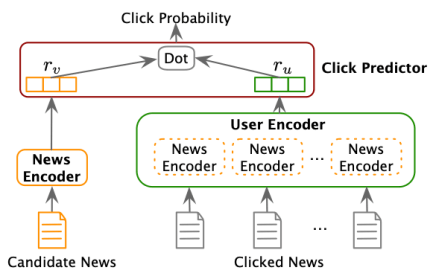 Click Probability
Dot
r_v
r_u
Click Predictor
User Encoder
News
Encoder
News
Encoder
News
Encoder
...
News
Encoder
...
Candidate News
Clicked News